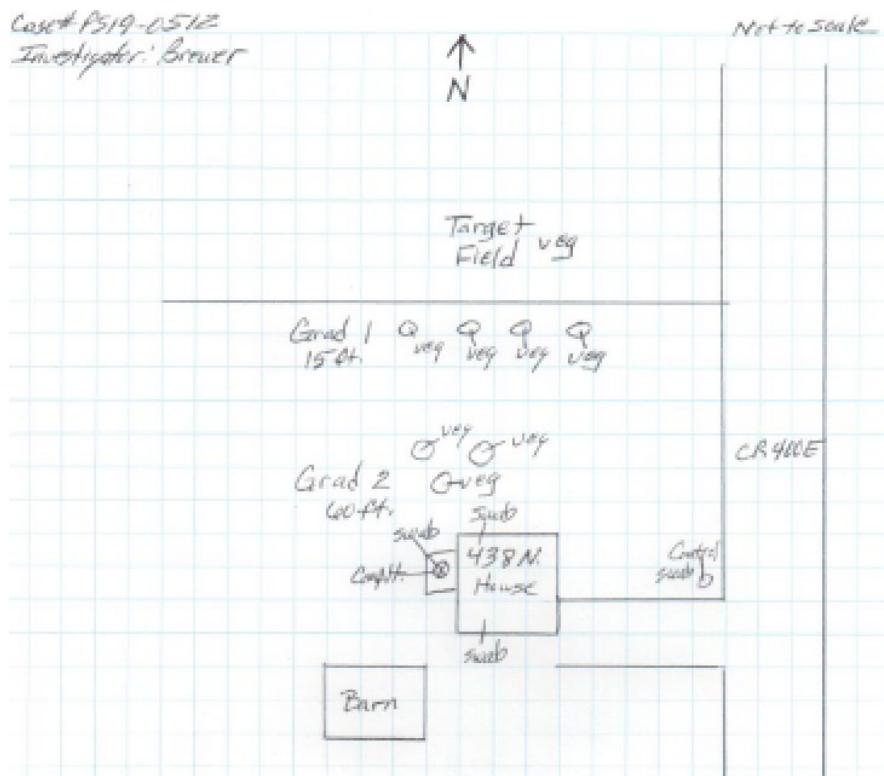 Case# PS19-0512
Investigator: Brewer
Not to scale
N
Target
Field veg
Grad 1
15 ft.
veg veg veg veg
veg veg
Grad 2 veg
60 ft.
swab swab
438 N.
House
Control
swab
CR 400E
swab
Barn